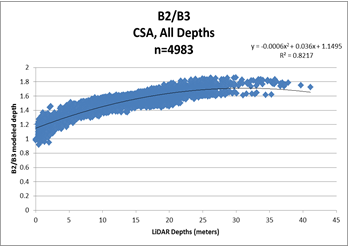 B2/B3
CSA, All Depths
n=4983
y = -0.0006x² + 0.036x + 1.1495
R² = 0.8217
B2/B3 modeled depth
2
1.8
1.6
1.4
1.2
1
0.8
0.6
0.4
0.2
0
0 5 10 15 20 25 30 35 40 45
LiDAR Depths (meters)